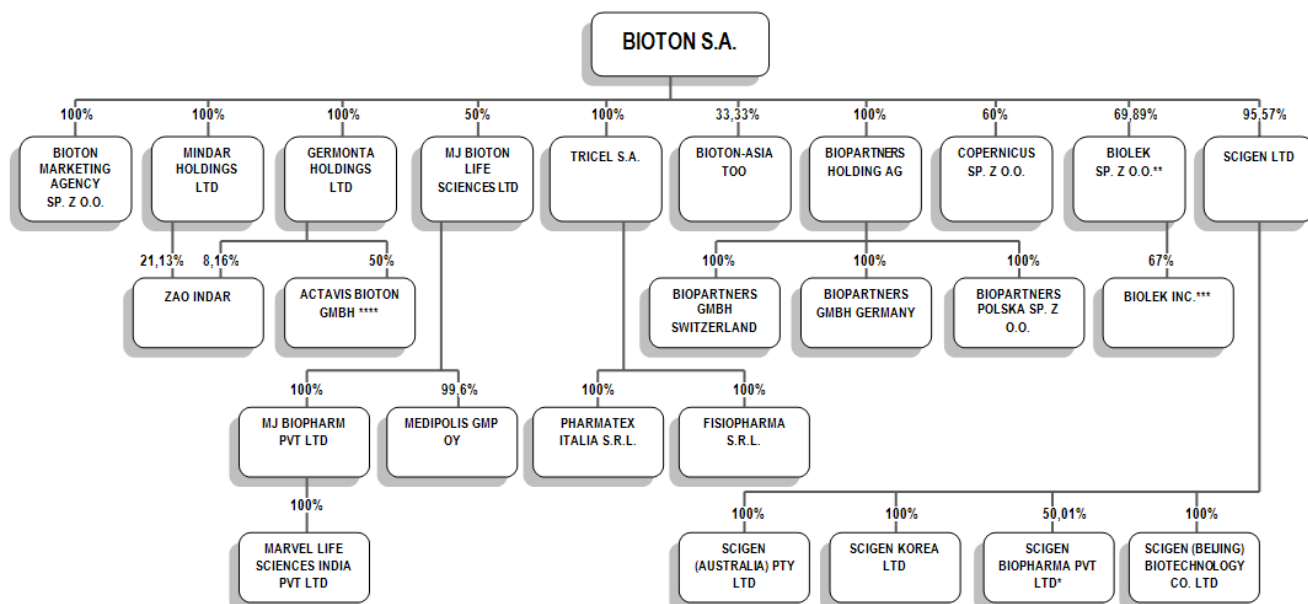 BIOTON S.A.
100% 100% 100% 50% 100% 33,33% 100% 60% 69,89% 95,57%
BIOTON
MARKETING
AGENCY
SP. Z O.O.
MINDAR
HOLDINGS
LTD
GERMONTA
HOLDINGS
LTD
MJ BIOTON
LIFE
SCIENCES LTD
TRICEL S.A.
BIOTON-ASIA
TOO
BIOPARTNERS
HOLDING AG
COPERNICUS
SP. Z O.O.
BIOLEK
SP. Z O.O.**
SCIGEN LTD
21,13% 8,16% 50% 100% 100% 100% 67%
ZAO INDAR
ACTAVIS BIOTON
GMBH ****
BIOPARTNERS
GMBH
SWITZERLAND
BIOPARTNERS
GMBH GERMANY
BIOPARTNERS
POLSKA SP. Z
O.O.
BIOLEK INC.***
100% 99,6% 100% 100%
MJ BIOPHARM
PVT LTD
MEDIPOLIS GMP
OY
PHARMATEX
ITALIA S.R.L.
FISIOPHARMA
S.R.L.
100% 100% 100% 50,01% 100%
MARVEL LIFE
SCIENCES INDIA
PVT LTD
SCIGEN
(AUSTRALIA) PTY
LTD
SCIGEN KOREA
LTD
SCIGEN
BIOPHARMA PVT
LTD*
SCIGEN (BEIJING)
BIOTECHNOLOGY
CO. LTD